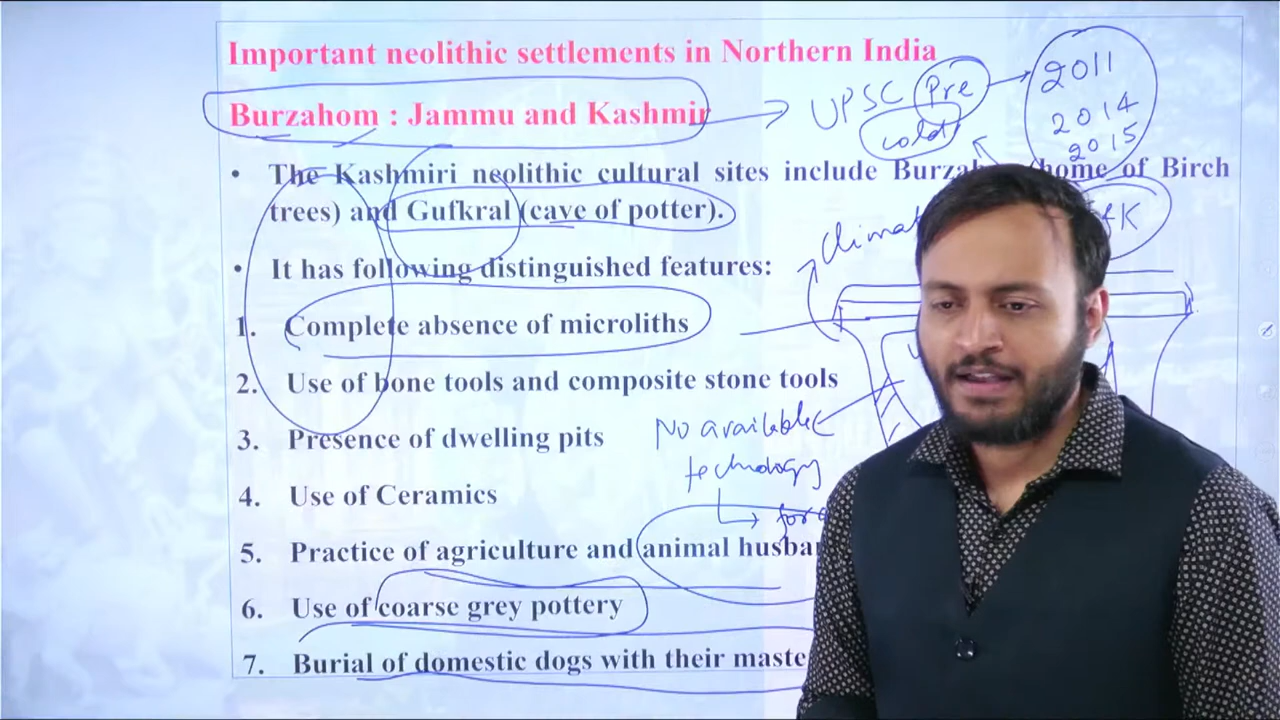 Important neolithic settlements in Northern India
Burzahom : Jammu and Kashmir
UPSC Pre
cold
2011
2014
2015
• The Kashmiri neolithic cultural sites include home of Birch
trees) and Gufkral (cave of potter).
• It has following distinguished features:
1. Complete absence of microliths
2. Use of bone tools and composite stone tools
3. Presence of dwelling pits
No available
technology
4. Use of Ceramics
5. Practice of agriculture and animal
6. Use of coarse grey pottery
7. Burial of domestic dogs with their